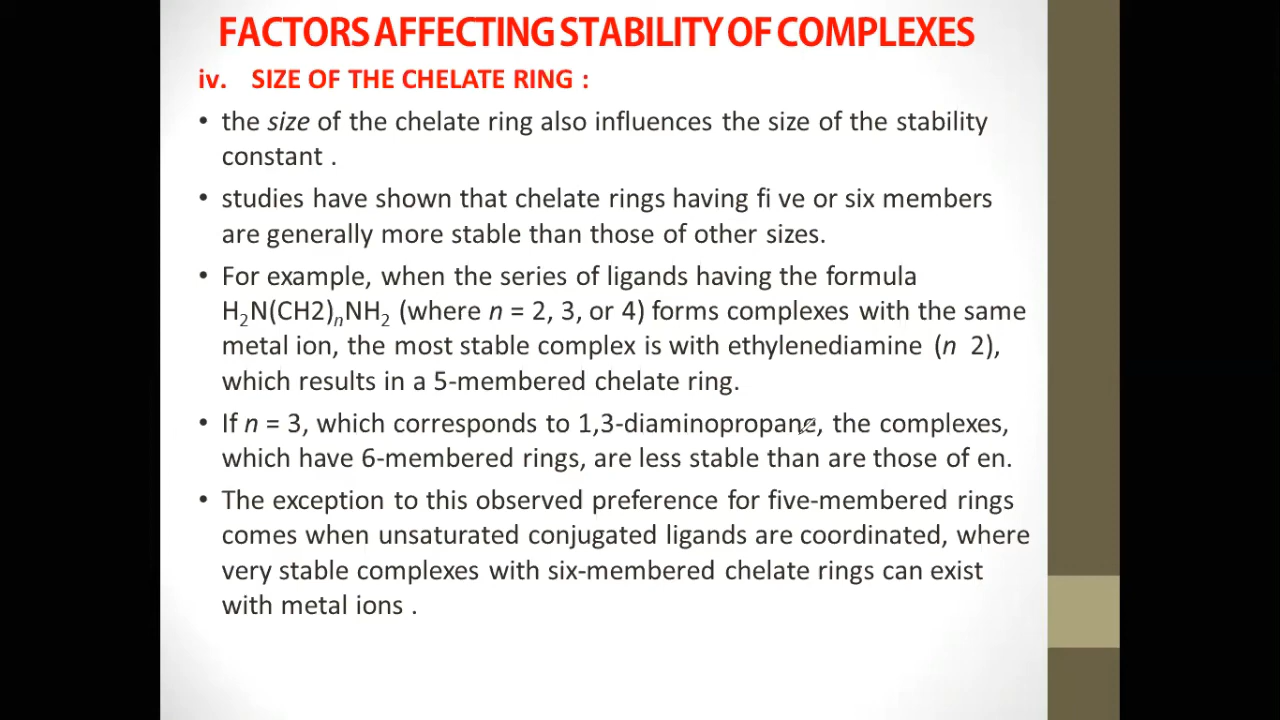 FACTORS AFFECTING STABILITY OF COMPLEXES
iv. SIZE OF THE CHELATE RING :
• the size of the chelate ring also influences the size of the stability
constant .
• studies have shown that chelate rings having fi ve or six members
are generally more stable than those of other sizes.
• For example, when the series of ligands having the formula
H₂N(CH2)ₙNH₂ (where n = 2, 3, or 4) forms complexes with the same
metal ion, the most stable complex is with ethylenediamine (n 2),
which results in a 5-membered chelate ring.
• If n = 3, which corresponds to 1,3-diaminopropane, the complexes,
which have 6-membered rings, are less stable than are those of en.
• The exception to this observed preference for five-membered rings
comes when unsaturated conjugated ligands are coordinated, where
very stable complexes with six-membered chelate rings can exist
with metal ions .